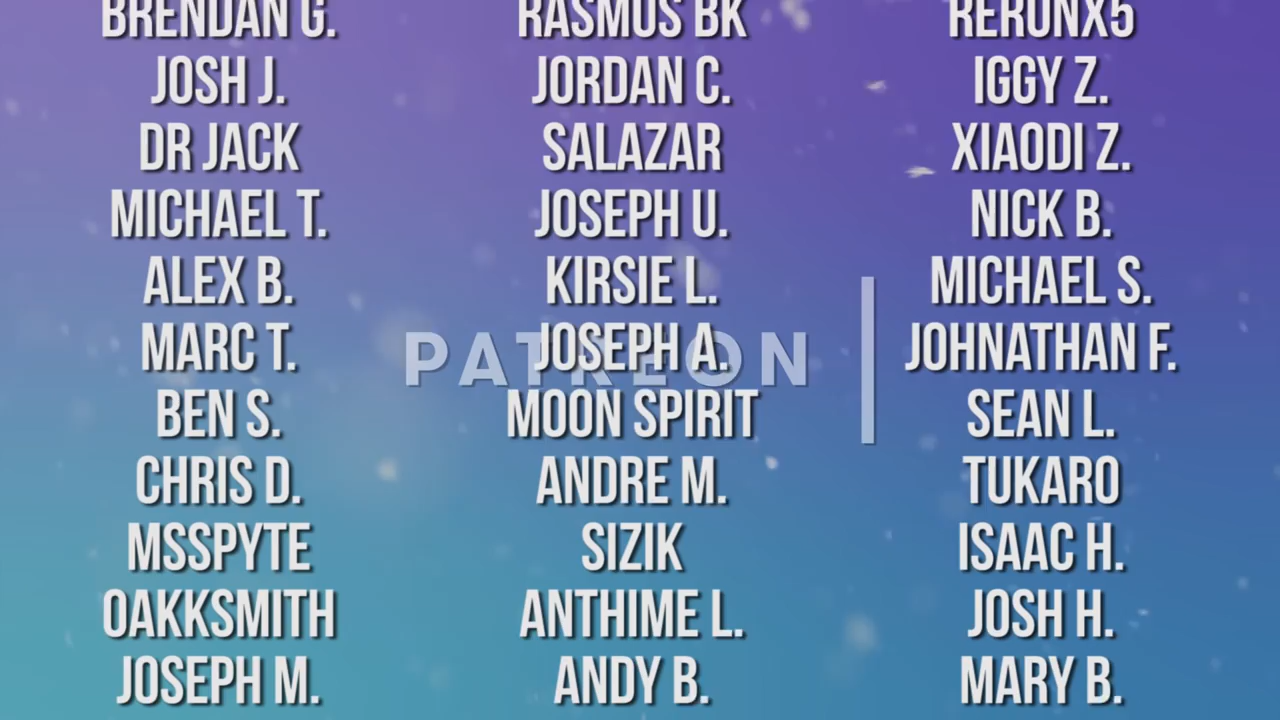 BRENDAN G. RASMUS BK RERUNX5
JOSH J. JORDAN C. IGGY Z.
DR JACK SALAZAR XIAODI Z.
MICHAEL T. JOSEPH U. NICK B.
ALEX B. KIRSIE L. MICHAEL S.
MARC T. JOSEPH A. JOHNATHAN F.
PATREON
BEN S. MOON SPIRIT SEAN L.
CHRIS D. ANDRE M. TUKARO
MSSPYTE SIZIK ISAAC H.
OAKKSMITH ANTHIME L. JOSH H.
JOSEPH M. ANDY B. MARY B.